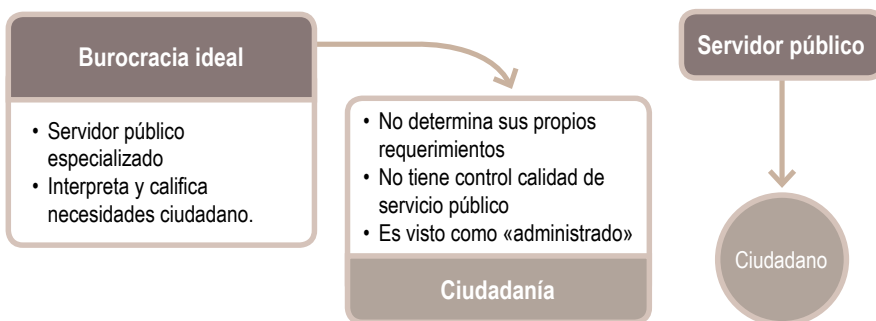 Burocracia ideal
• Servidor público
especializado
• Interpreta y califica
necesidades ciudadano.
• No determina sus propios
requerimientos
• No tiene control calidad de
servicio público
• Es visto como «administrado»
Ciudadanía
Servidor público
Ciudadano